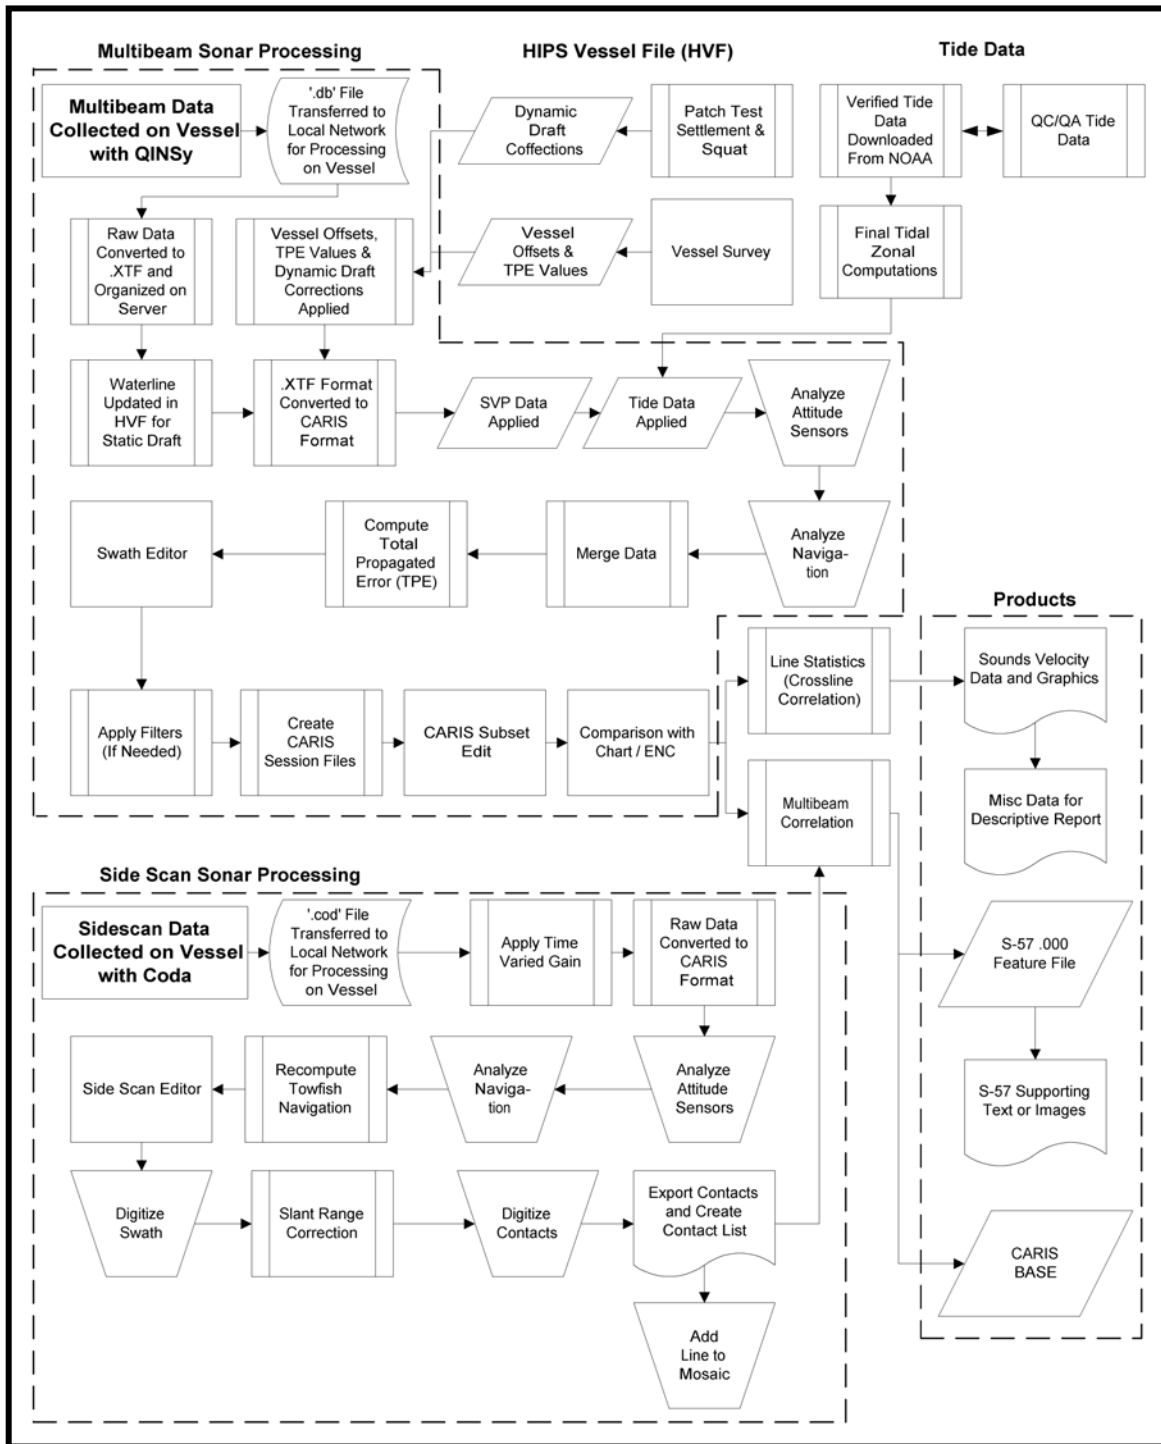 Multibeam Sonar Processing
HIPS Vessel File (HVF)
Tide Data
Multibeam Data
Collected on Vessel
with QINSy
'.db' File
Transferred to
Local Network
for Processing
on Vessel
Dynamic
Draft
Coffections
Patch Test
Settlement &
Squat
Verified Tide
Data
Downloaded
From NOAA
QC/QA Tide
Data
Raw Data
Converted to
.XTF and
Organized on
Server
Vessel Offsets,
TPE Values &
Dynamic Draft
Corrections
Applied
Vessel
Offsets &
TPE Values
Vessel Survey
Final Tidal
Zonal
Computations
Waterline
Updated in
HVF for
Static Draft
.XTF Format
Converted to
CARIS
Format
SVP Data
Applied
Tide Data
Applied
Analyze
Attitude
Sensors
Swath Editor
Compute
Total
Propagated
Error (TPE)
Merge Data
Analyze
Naviga-
tion
Products
Apply Filters
(If Needed)
Create
CARIS
Session Files
CARIS Subset
Edit
Comparison with
Chart / ENC
Line Statistics
(Crossline
Correlation)
Sounds Velocity
Data and Graphics
Multibeam
Correlation
Misc Data for
Descriptive Report
Side Scan Sonar Processing
Sidescan Data
Collected on Vessel
with Coda
'.cod' File
Transferred to
Local Network
for Processing
on Vessel
Apply Time
Varied Gain
Raw Data
Converted to
CARIS
Format
S-57 .000
Feature File
Side Scan Editor
Recompute
Towfish
Navigation
Analyze
Naviga-
tion
Analyze
Attitude
Sensors
S-57 Supporting
Text or Images
Digitize
Swath
Slant Range
Correction
Digitize
Contacts
Export Contacts
and Create
Contact List
CARIS
BASE
Add
Line to
Mosaic